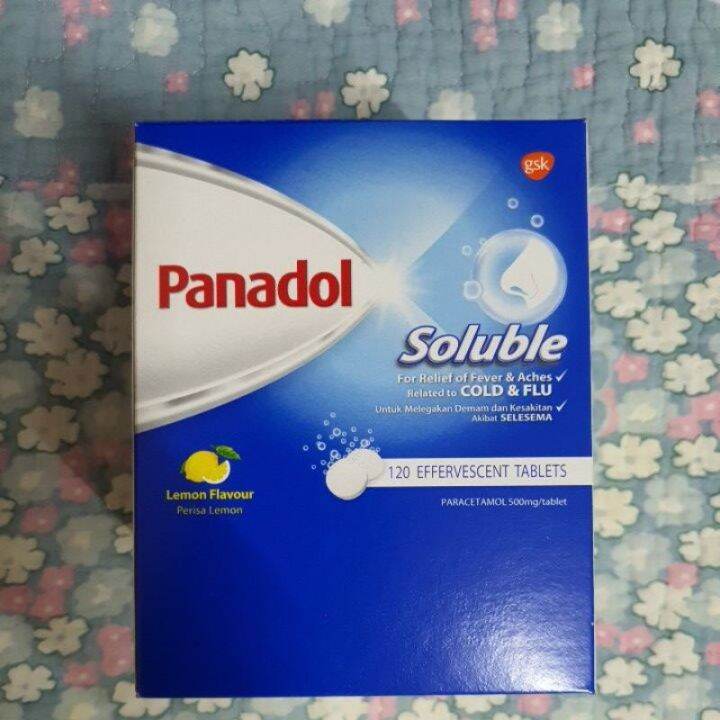 gsk
Panadol
Soluble
For Relief of Fever & Aches
Related to COLD & FLU
Untuk Melegakan Demam dan Kesakitan
Akibat SELESEMA
120 EFFERVESCENT TABLETS
PARACETAMOL 500mg/tablet
Lemon Flavour
Perisa Lemon